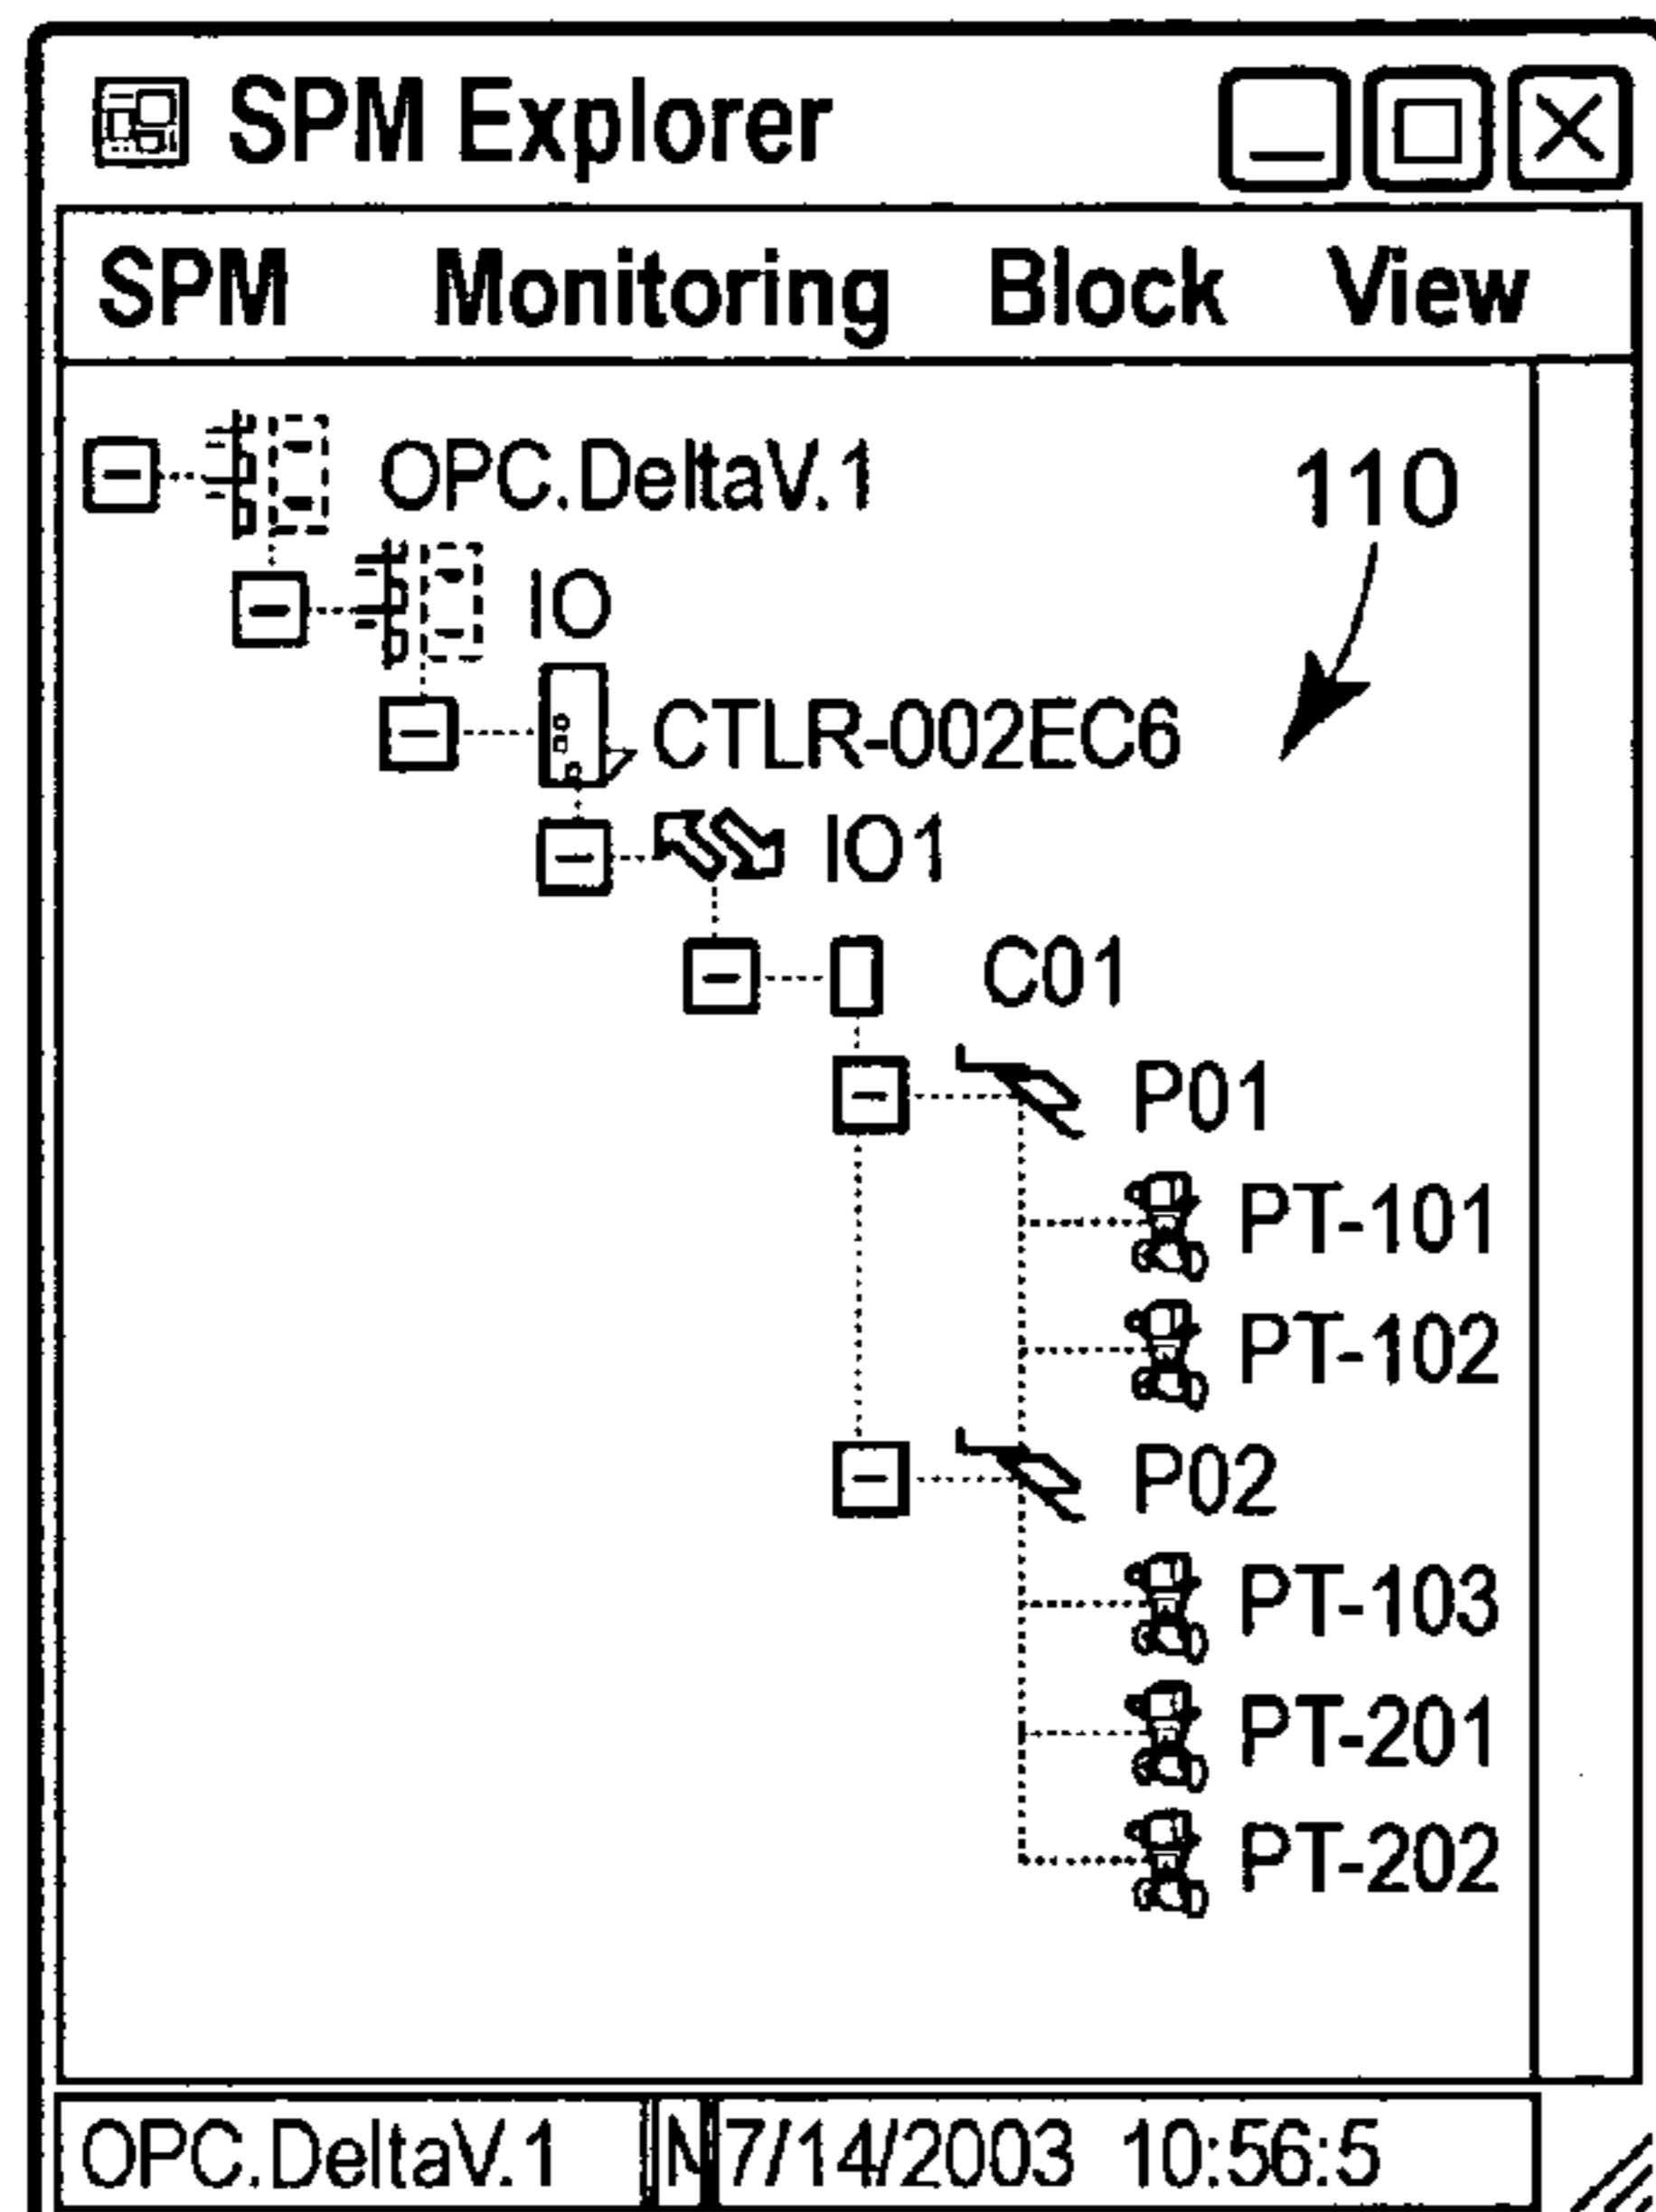 SPM Explorer
SPM Monitoring Block View
OPC.DeltaV.1
110
IO
CTLR-002EC6
IO1
C01
P01
PT-101
PT-102
P02
PT-103
PT-201
PT-202
OPC.DeltaV.1 N 7/14/2003 10:56:5